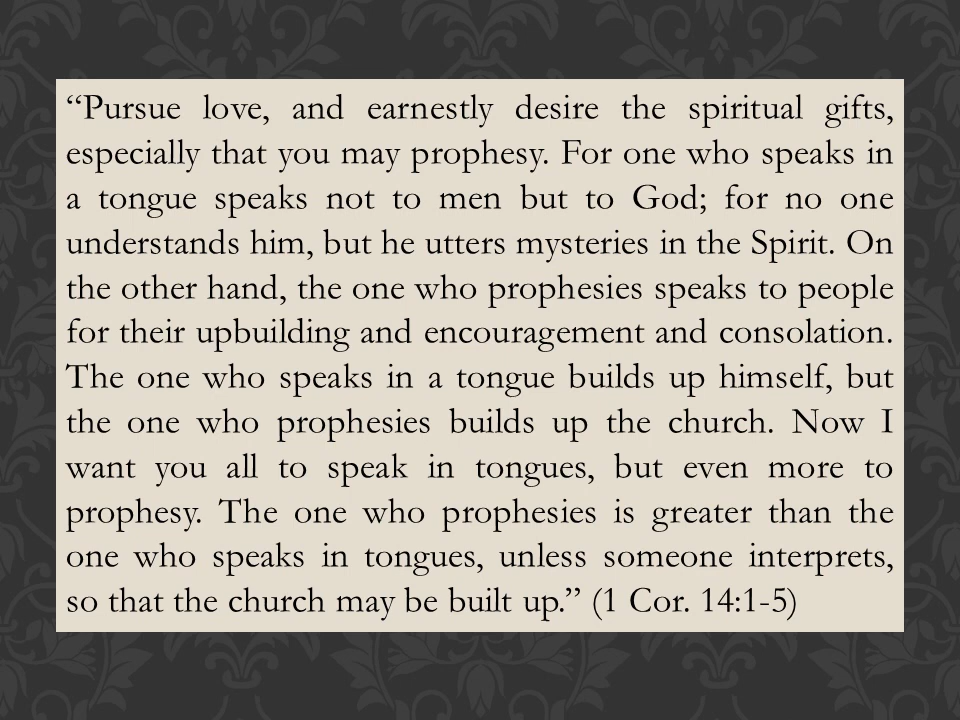 “Pursue love, and earnestly desire the spiritual gifts,
especially that you may prophesy. For one who speaks in
a tongue speaks not to men but to God; for no one
understands him, but he utters mysteries in the Spirit. On
the other hand, the one who prophesies speaks to people
for their upbuilding and encouragement and consolation.
The one who speaks in a tongue builds up himself, but
the one who prophesies builds up the church. Now I
want you all to speak in tongues, but even more to
prophesy. The one who prophesies is greater than the
one who speaks in tongues, unless someone interprets,
so that the church may be built up.” (1 Cor. 14:1-5)